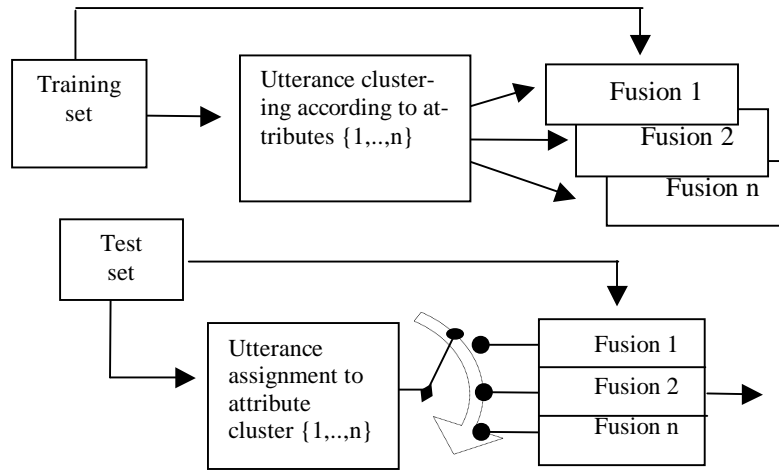 Training
set
Utterance cluster-
ing according to at-
tributes {1,..,n}
Fusion 1
Fusion 2
Fusion n
Test
set
Utterance
assignment to
attribute
cluster {1,..,n}
Fusion 1
Fusion 2
Fusion n